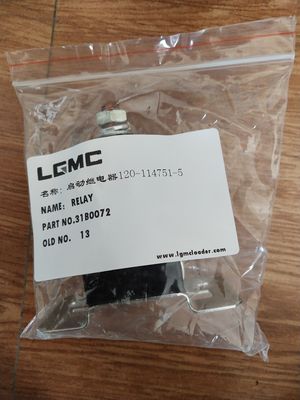 LGMC
名称: 启动继电器120-114751-5
NAME: RELAY
PART NO.31B0072
OLD NO. 13
www.lgmcloader.com